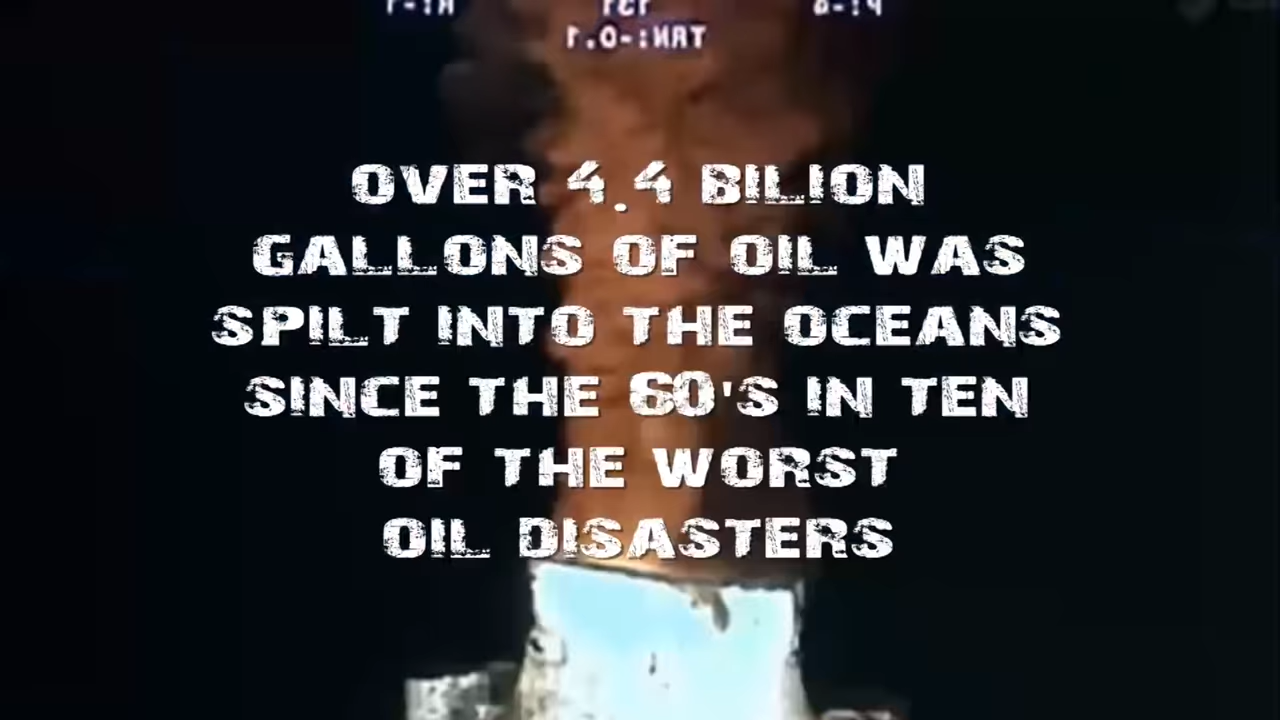 OVER 4.4 BILION
GALLONS OF OIL WAS
SPILT INTO THE OCEANS
SINCE THE 60'S IN TEN
OF THE WORST
OIL DISASTERS